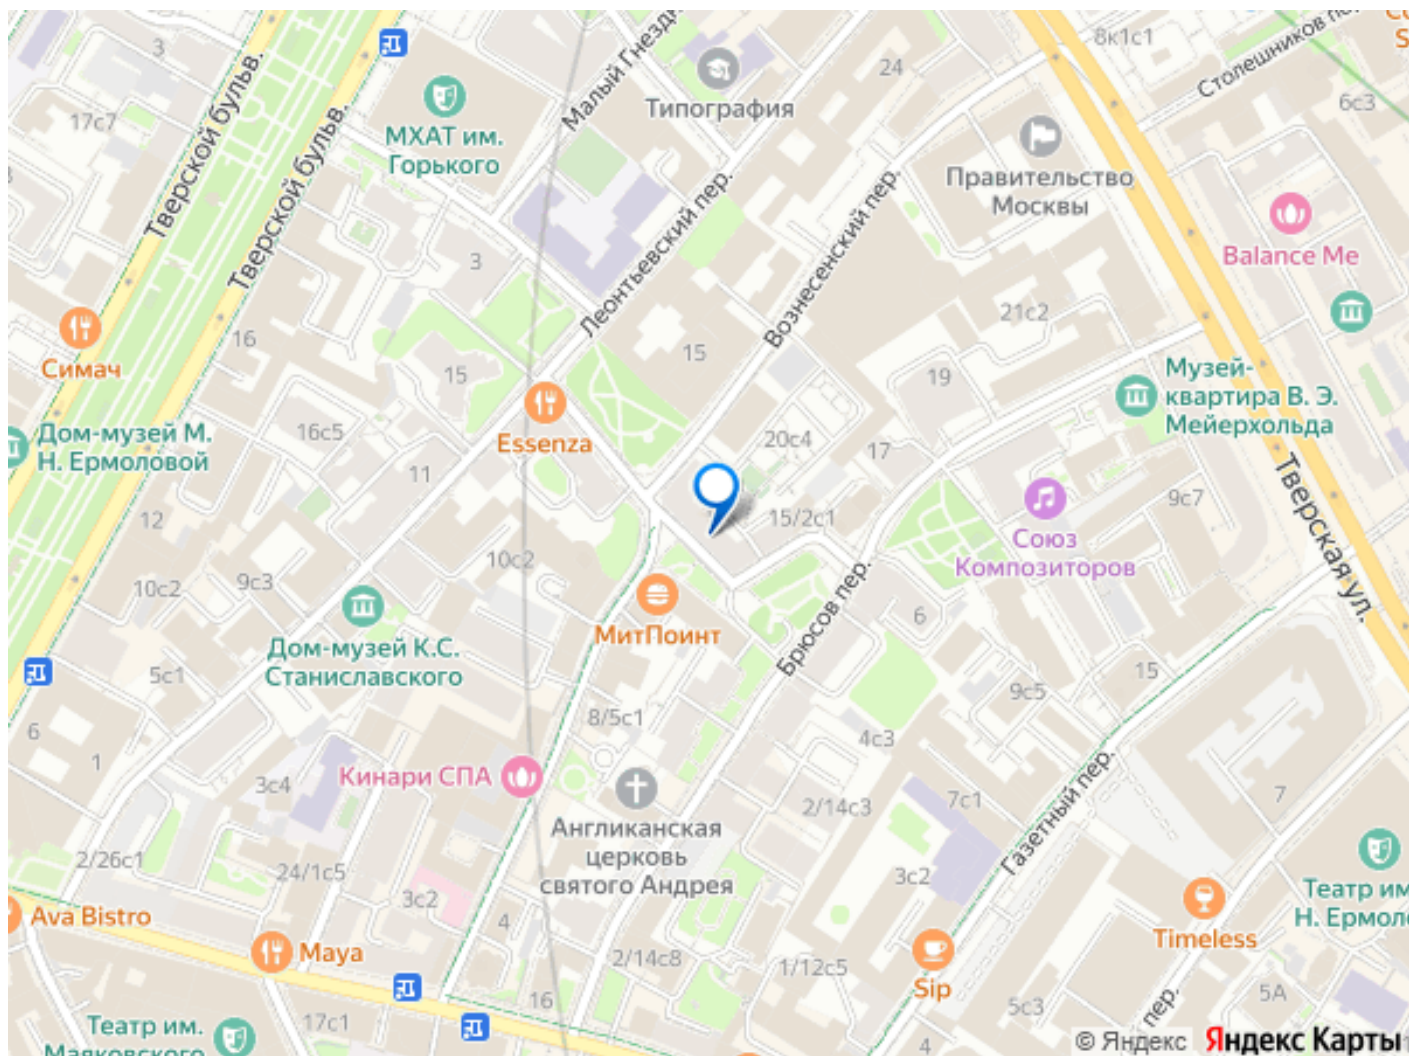 3
Тверской бульв.
17с7
Тверской бульв.
МХАТ им.
Горького
Малый Гнезд
Типография
24
8к1с1
Столешников пе
6с3
Правительство
Москвы
Balance Me
Леонтьевский пер.
Вознесенский пер.
3
16
Симач
15
15
21с2
19
Музей-
квартира В. Э.
Мейерхольда
Дом-музей М.
Н. Ермоловой
16с5
Essenza
11
20с4
17
9с7
Тверская ул.
12
15/2с1
Союз
Композиторов
10с2
9с3
10с2
МитПоинт
Брюсов пер.
6
Дом-музей К.С.
Станиславского
5с1
9с5
15
6
1
8/5с1
4с3
3с4
Кинари СПА
2/14с3
7с1
Газетный пер.
7
Англиканская
церковь
святого Андрея
2/26с1
24/1с5
3с2
3с2
Театр им
Н. Ермоло
Ava Bistro
4
Maya
Timeless
2/14с8
1/12с5
Sip
16
5с3
пер.
5А
Театр им.
Маяковского
17с1
4
© Яндекс Яндекс Карты